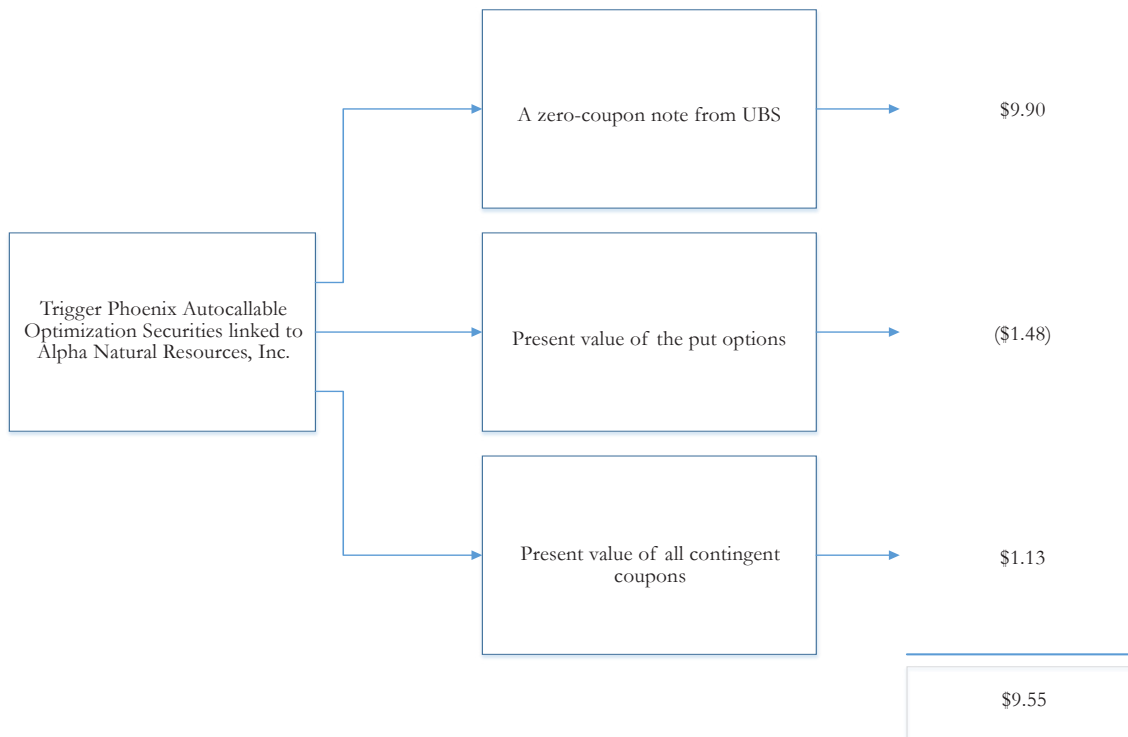 A zero-coupon note from UBS
$9.90
Trigger Phoenix Autocallable
Optimization Securities linked to
Alpha Natural Resources, Inc.
Present value of the put options
($1.48)
Present value of all contingent
coupons
$1.13
$9.55